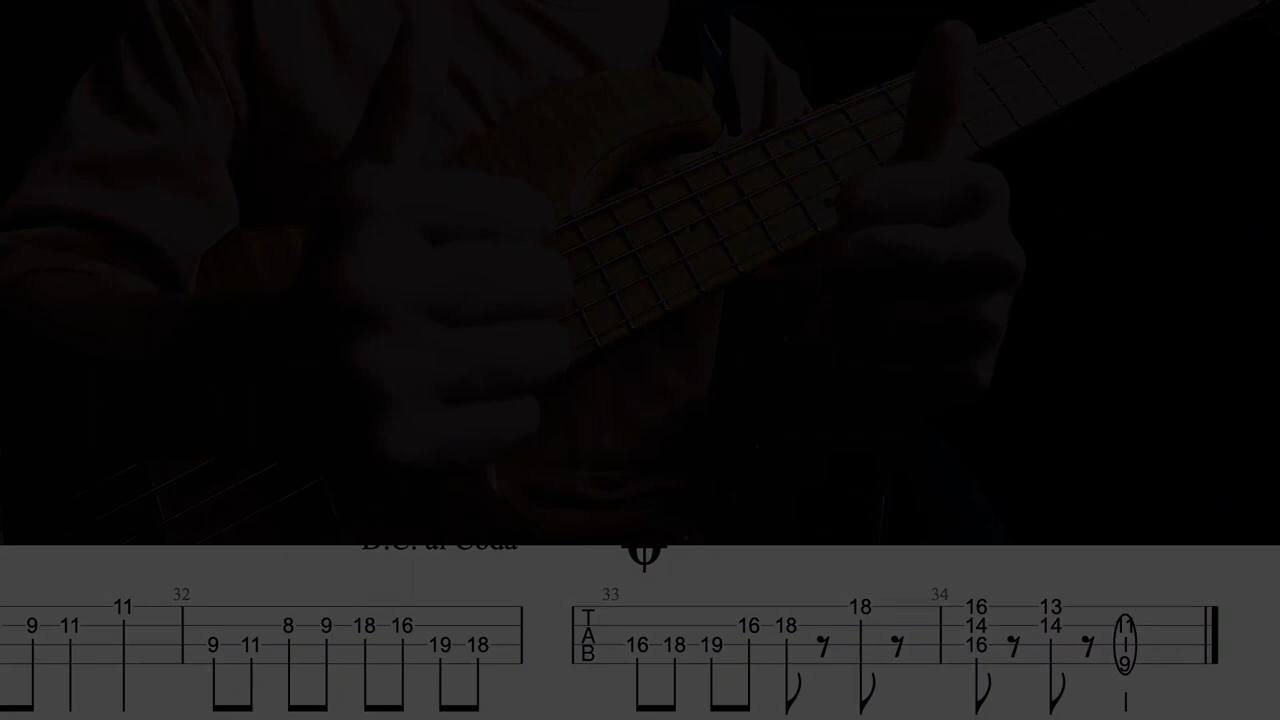 D.C. al Coda
32 33 34
11 11 18 16 13
9 11 8 9 18 16 16 18 14 14 11
9 11 19 18 16 18 19 16
9
T
A
B